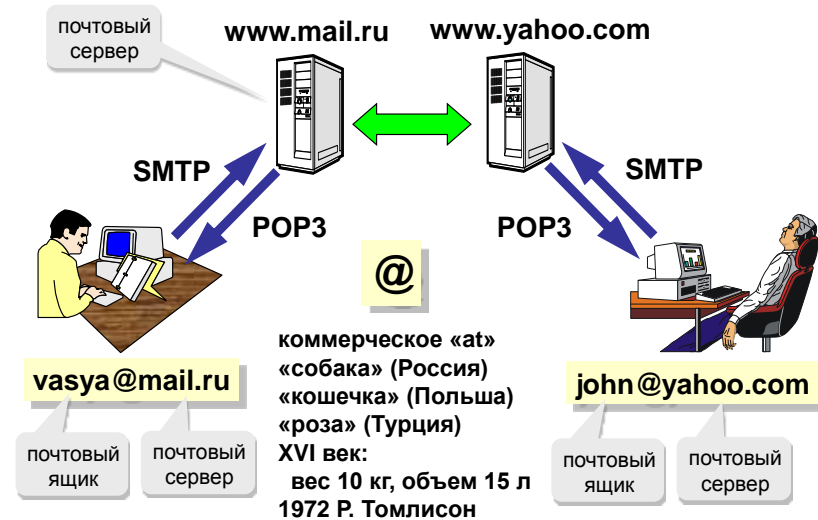 почтовый
сервер
www.mail.ru
www.yahoo.com
SMTP
POP3
POP3
SMTP
@
коммерческое «at»
«собака» (Россия)
«кошечка» (Польша)
«роза» (Турция)
XVI век:
вес 10 кг, объем 15 л
1972 Р. Томлисон
vasya@mail.ru
почтовый
ящик
почтовый
сервер
john@yahoo.com
почтовый
ящик
почтовый
сервер